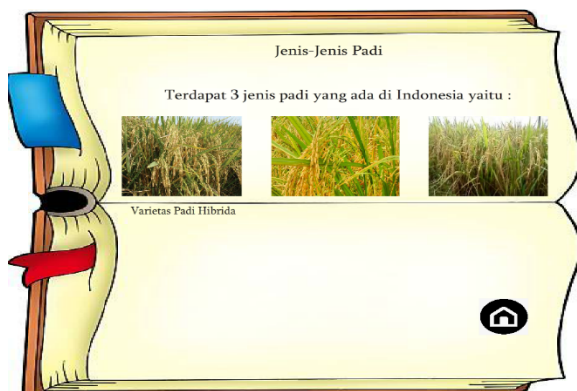 Jenis-Jenis Padi
Terdapat 3 jenis padi yang ada di Indonesia yaitu :
Varietas Padi Hibrida